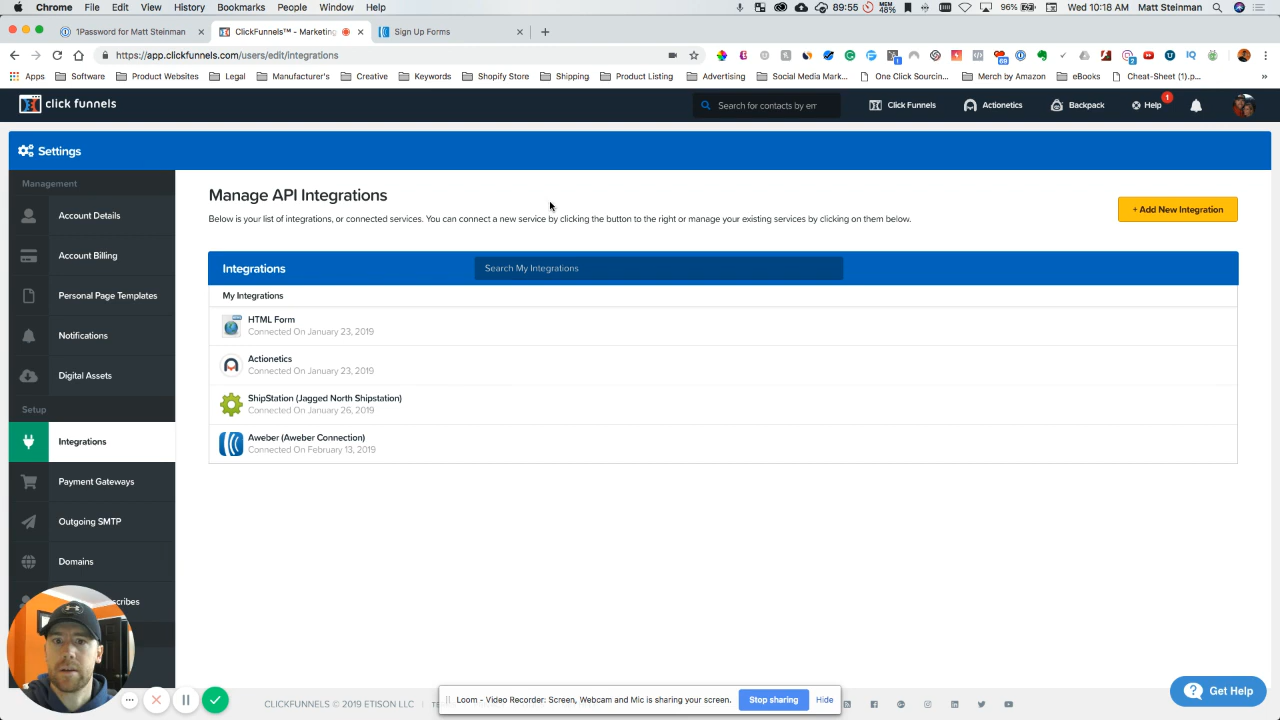 Chrome File Edit View History Bookmarks People Window Help 89:55 MEM 48% 96% Wed 10:18 AM Matt Steinman
1Password for Matt Steinman ClickFunnels™ - Marketing Sign Up Forms
https://app.clickfunnels.com/users/edit/integrations
Apps Software Product Websites Legal Manufacturer's Creative Keywords Shopify Store Shipping Product Listing Advertising Social Media Mark... One Click Sourcin... Merch by Amazon eBooks Cheat-Sheet (1).p... »
click funnels Search for contacts by em Click Funnels Actionetics Backpack Help 1
Settings
Management
Account Details
Account Billing
Personal Page Templates
Notifications
Digital Assets
Setup
Integrations
Payment Gateways
Outgoing SMTP
Domains
Manage API Integrations
Below is your list of integrations, or connected services. You can connect a new service by clicking the button to the right or manage your existing services by clicking on them below.
+ Add New Integration
Integrations Search My Integrations
My Integrations
HTML Form
Connected On January 23, 2019
Actionetics
Connected On January 23, 2019
ShipStation (Jagged North Shipstation)
Connected On January 26, 2019
Aweber (Aweber Connection)
Connected On February 13, 2019
CLICKFUNNELS © 2019 ETISON LLC
Loom - Video Recorder: Screen, Webcam and Mic is sharing your screen. Stop sharing Hide
Get Help